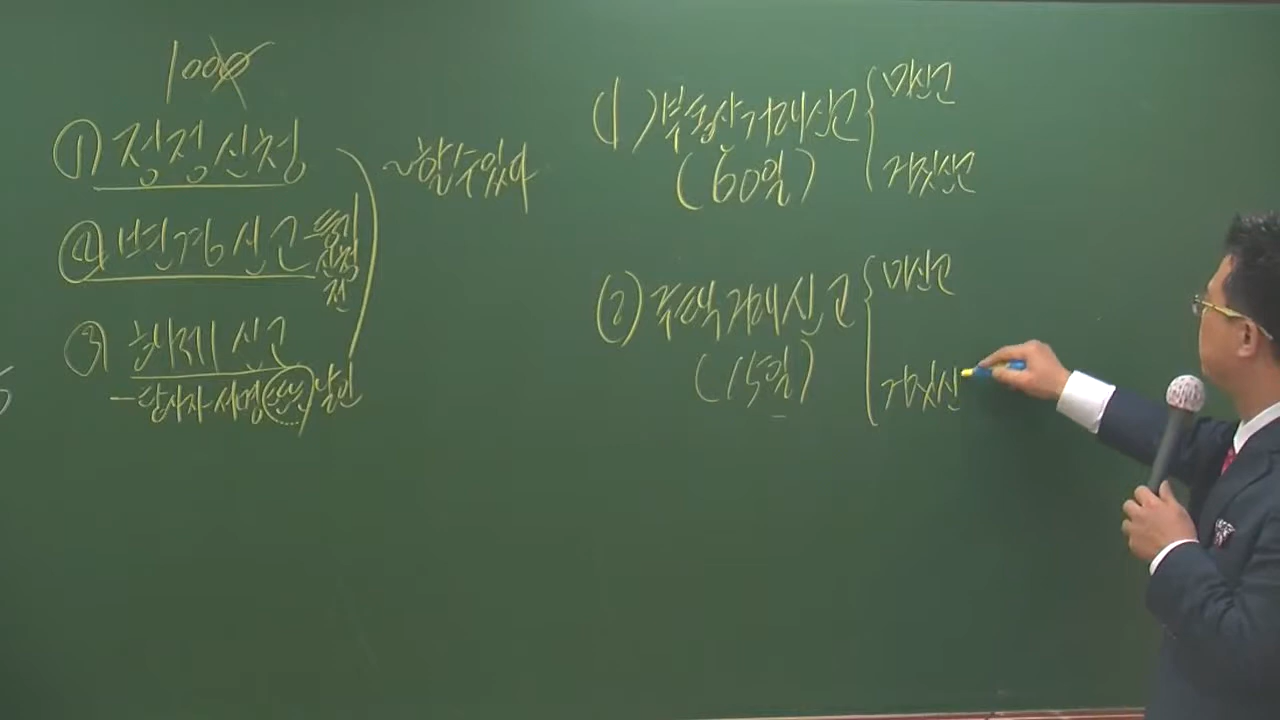 100
① 정정신청
② 변경신고 - 등기
신청
전
③ 해제신고
- 당사자 서명 (또는) 날인
~할 수 있다
(1) 부동산거래신고
(60일)
미신고
거짓신고
(2) 주택거래신고
(15일)
미신고
거짓신